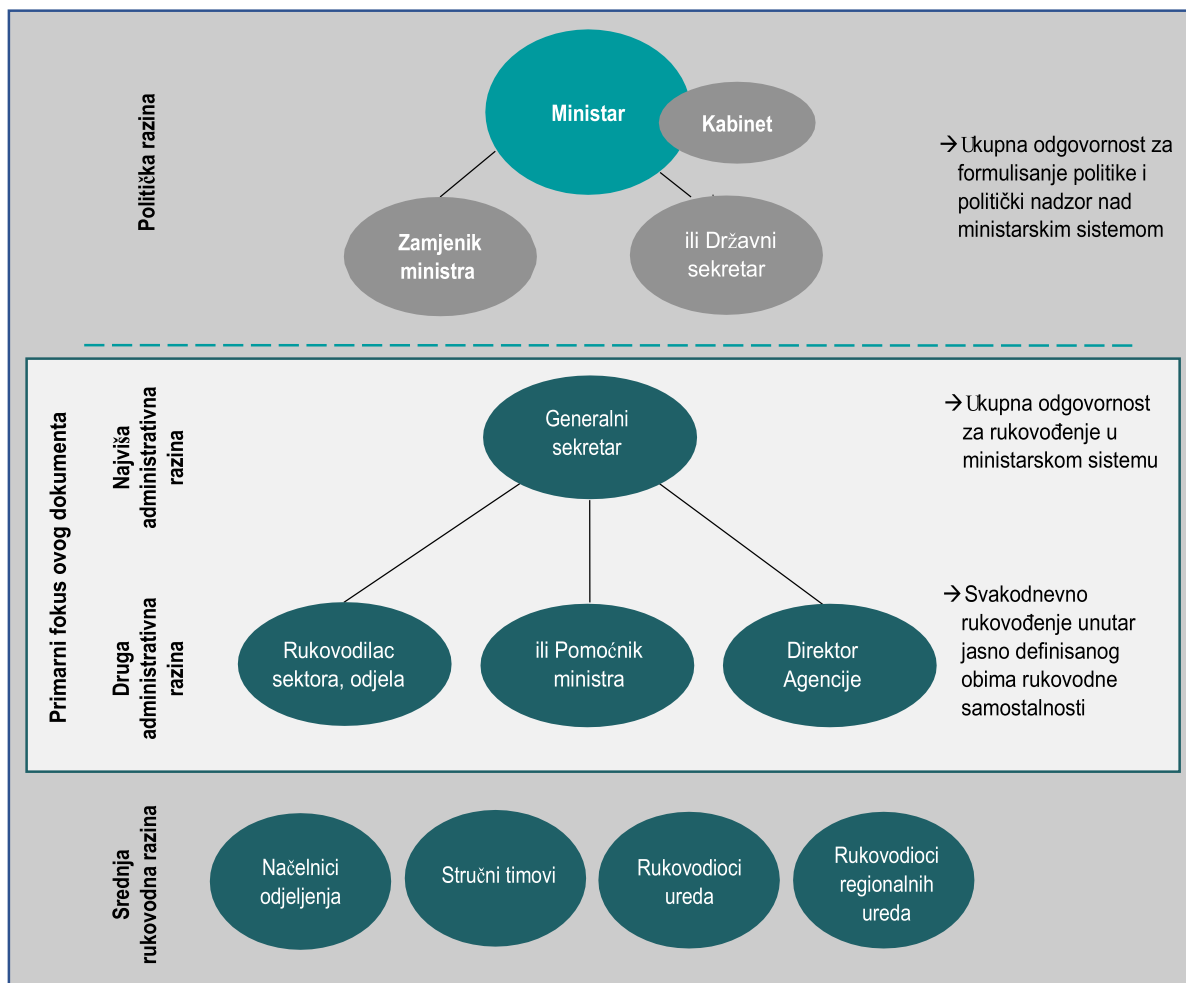 Politička razina
Ministar
Kabinet
Zamjenik
ministra
ili Državni
sekretar
→ Ukupna odgovornost za
formulisanje politike i
politički nadzor nad
ministarskim sistemom
Primarni fokus ovog dokumenta
Najviša
administrativna
razina
Generalni
sekretar
→ Ukupna odgovornost
za rukovođenje u
ministarskom sistemu
Druga
administrativna
razina
Rukovodilac
sektora, odjela
ili Pomoćnik
ministra
Direktor
Agencije
→ Svakodnevno
rukovođenje unutar
jasno definisanog
obima rukovodne
samostalnosti
Srednja
rukovodna razina
Načelnici
odjeljenja
Stručni timovi
Rukovodioci
ureda
Rukovodioci
regionalnih
ureda